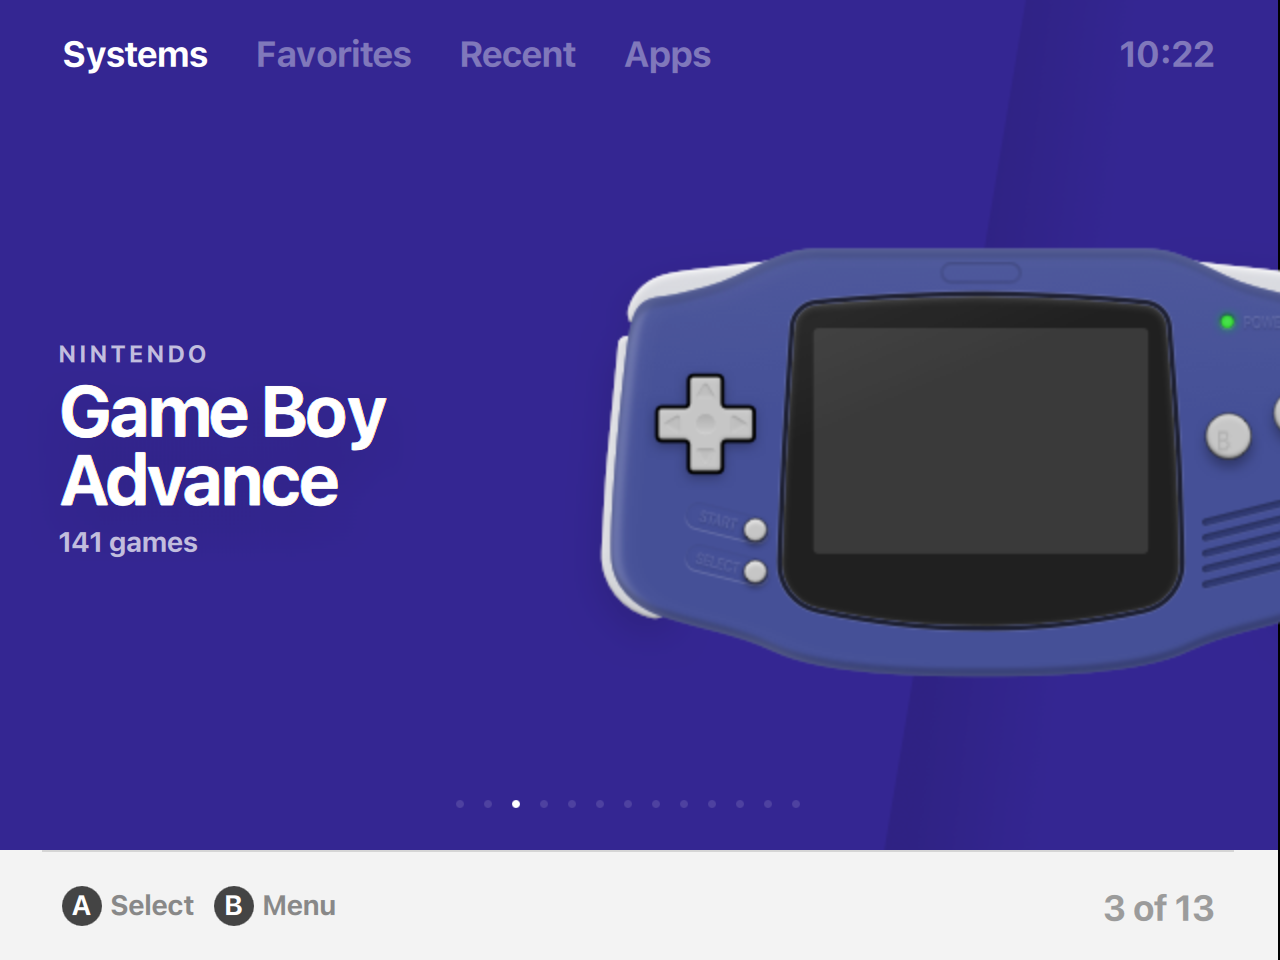 Systems Favorites Recent Apps 10:22
NINTENDO
Game Boy
Advance
141 games
START
SELECT
B
A Select B Menu 3 of 13